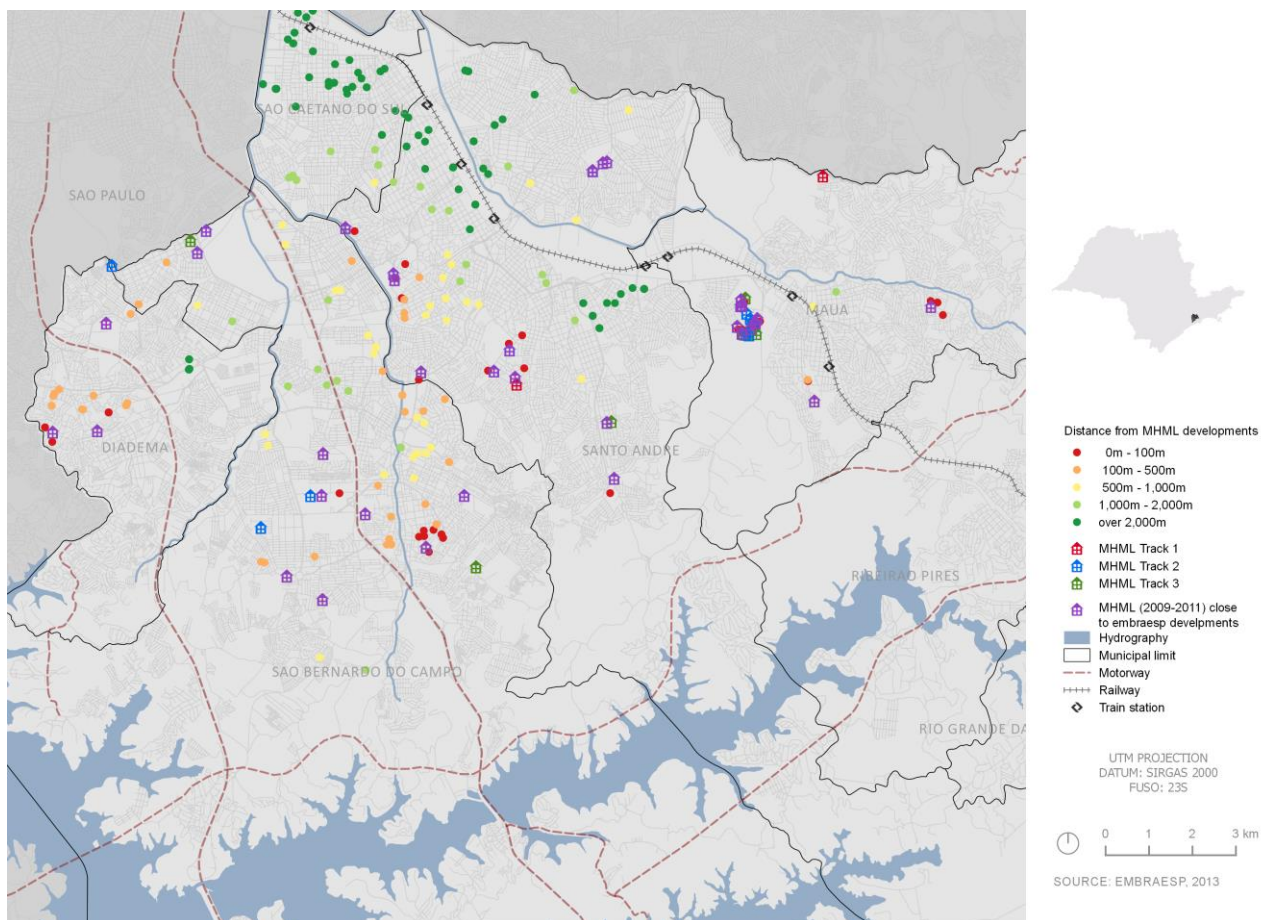 SAO CAETANO DO SUL
SAO PAULO
MAUA
DIADEMA
SANTO ANDRE
RIBEIRAO PIRES
SAO BERNARDO DO CAMPO
RIO GRANDE DA
Distance from MHML developments
0m - 100m
100m - 500m
500m - 1,000m
1,000m - 2,000m
over 2,000m
MHML Track 1
MHML Track 2
MHML Track 3
MHML (2009-2011) close
to embraesp develpments
Hydrography
Municipal limit
Motorway
Railway
Train station
UTM PROJECTION
DATUM: SIRGAS 2000
FUSO: 23S
0 1 2 3 km
SOURCE: EMBRAESP, 2013